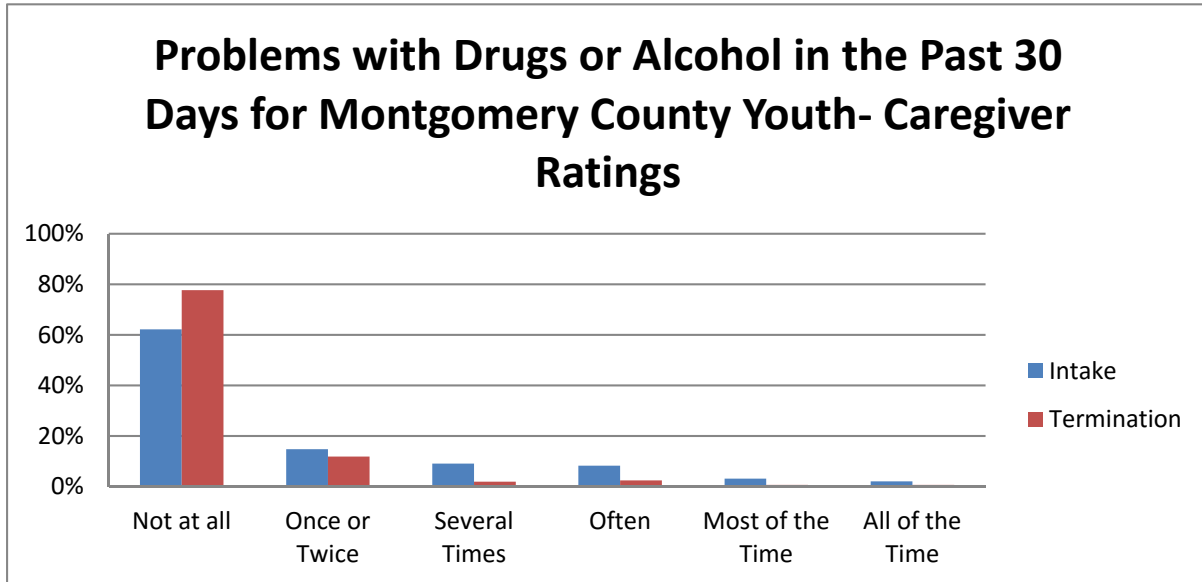 Problems with Drugs or Alcohol in the Past 30
Days for Montgomery County Youth- Caregiver
Ratings
100%
80%
60%
40%
20%
0%
Not at all
Once or
Twice
Several
Times
Often
Most of the
Time
All of the
Time
Intake
Termination